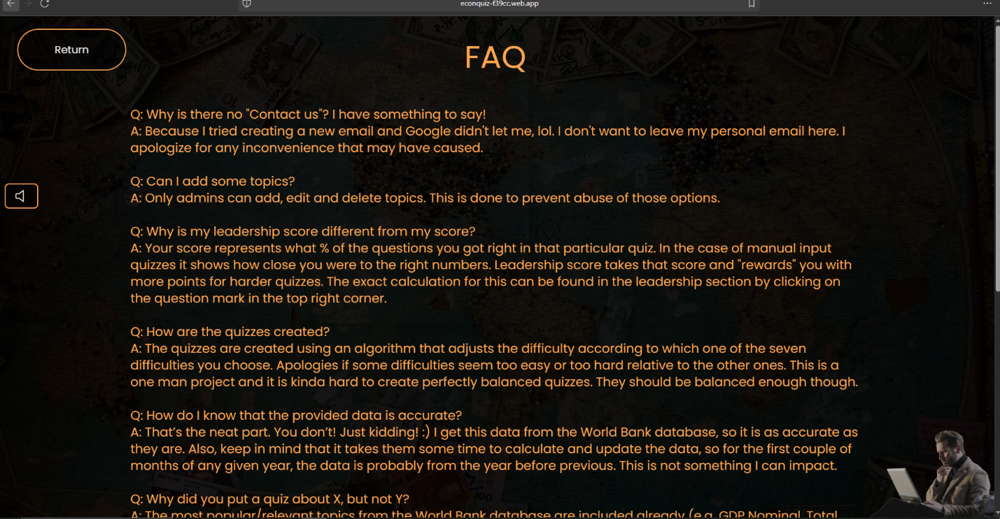 econquiz-f39cc.web.app
Return
FAQ
Q: Why is there no "Contact us"? I have something to say!
A: Because I tried creating a new email and Google didn't let me, lol. I don't want to leave my personal email here. I
apologize for any inconvenience that may have caused.
Q: Can I add some topics?
A: Only admins can add, edit and delete topics. This is done to prevent abuse of those options.
Q: Why is my leadership score different from my score?
A: Your score represents what % of the questions you got right in that particular quiz. In the case of manual input
quizzes it shows how close you were to the right numbers. Leadership score takes that score and "rewards" you with
more points for harder quizzes. The exact calculation for this can be found in the leadership section by clicking on
the question mark in the top right corner.
Q: How are the quizzes created?
A: The quizzes are created using an algorithm that adjusts the difficulty according to which one of the seven
difficulties you choose. Apologies if some difficulties seem too easy or too hard relative to the other ones. This is a
one man project and it is kinda hard to create perfectly balanced quizzes. They should be balanced enough though.
Q: How do I know that the provided data is accurate?
A: That’s the neat part. You don’t! Just kidding! :) I get this data from the World Bank database, so it is as accurate as
they are. Also, keep in mind that it takes them some time to calculate and update the data, so for the first couple of
months of any given year, the data is probably from the year before previous. This is not something I can impact.
Q: Why did you put a quiz about X, but not Y?
A: The most popular/relevant topics from the World Bank database are included already (e.g. GDP Nominal, Total